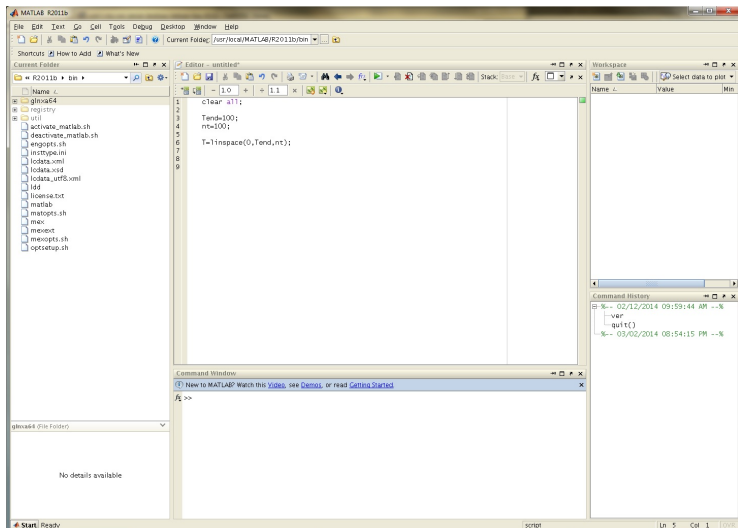 MATLAB R2011b
File Edit Text Go Cell Tools Debug Desktop Window Help
Current Folder: /usr/local/MATLAB/R2011b/bin
Shortcuts How to Add What's New
Current Folder
« R2011b bin
Name
glnxa64
registry
util
activate_matlab.sh
deactivate_matlab.sh
engopts.sh
insttype.ini
lcdata.xml
lcdata.xsd
lcdata_utf8.xml
ldd
license.txt
matlab
matopts.sh
mex
mexext
mexopts.sh
optsetup.sh
glnxa64 (File Folder)
No details available
Editor - untitled*
Stack: Base fx
- 1.0 + ÷ 1.1 ×
1 clear all;
2
3 Tend=100;
4 nt=100;
5
6 T=linspace(0,Tend,nt);
7
8
9
Command Window
New to MATLAB? Watch this Video, see Demos, or read Getting Started.
fx >>
Workspace
Select data to plot
Name Value Min
Command History
%-- 02/12/2014 09:59:44 AM --%
ver
quit()
%-- 03/02/2014 08:54:15 PM --%
Start Ready script Ln 5 Col 1 OVR